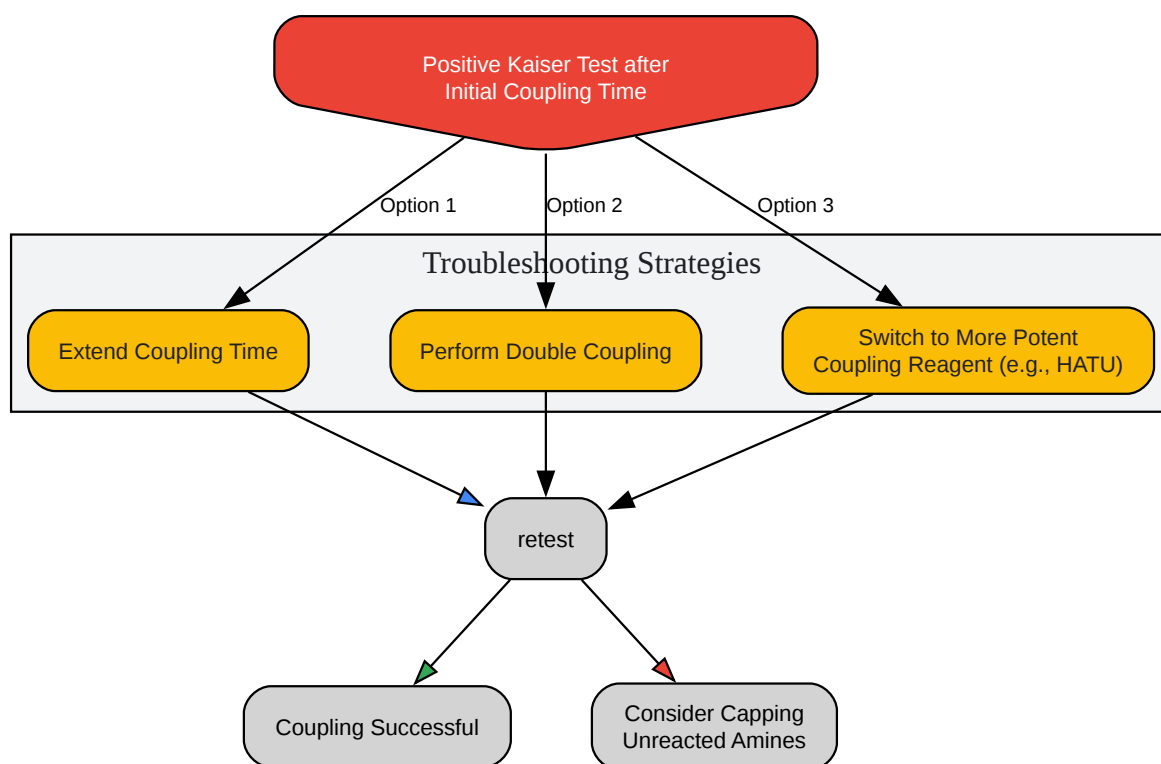 Positive Kaiser Test after
Initial Coupling Time
Option 1
Option 2
Option 3
Troubleshooting Strategies
Extend Coupling Time
Perform Double Coupling
Switch to More Potent
Coupling Reagent (e.g., HATU)
retest
Coupling Successful
Consider Capping
Unreacted Amines